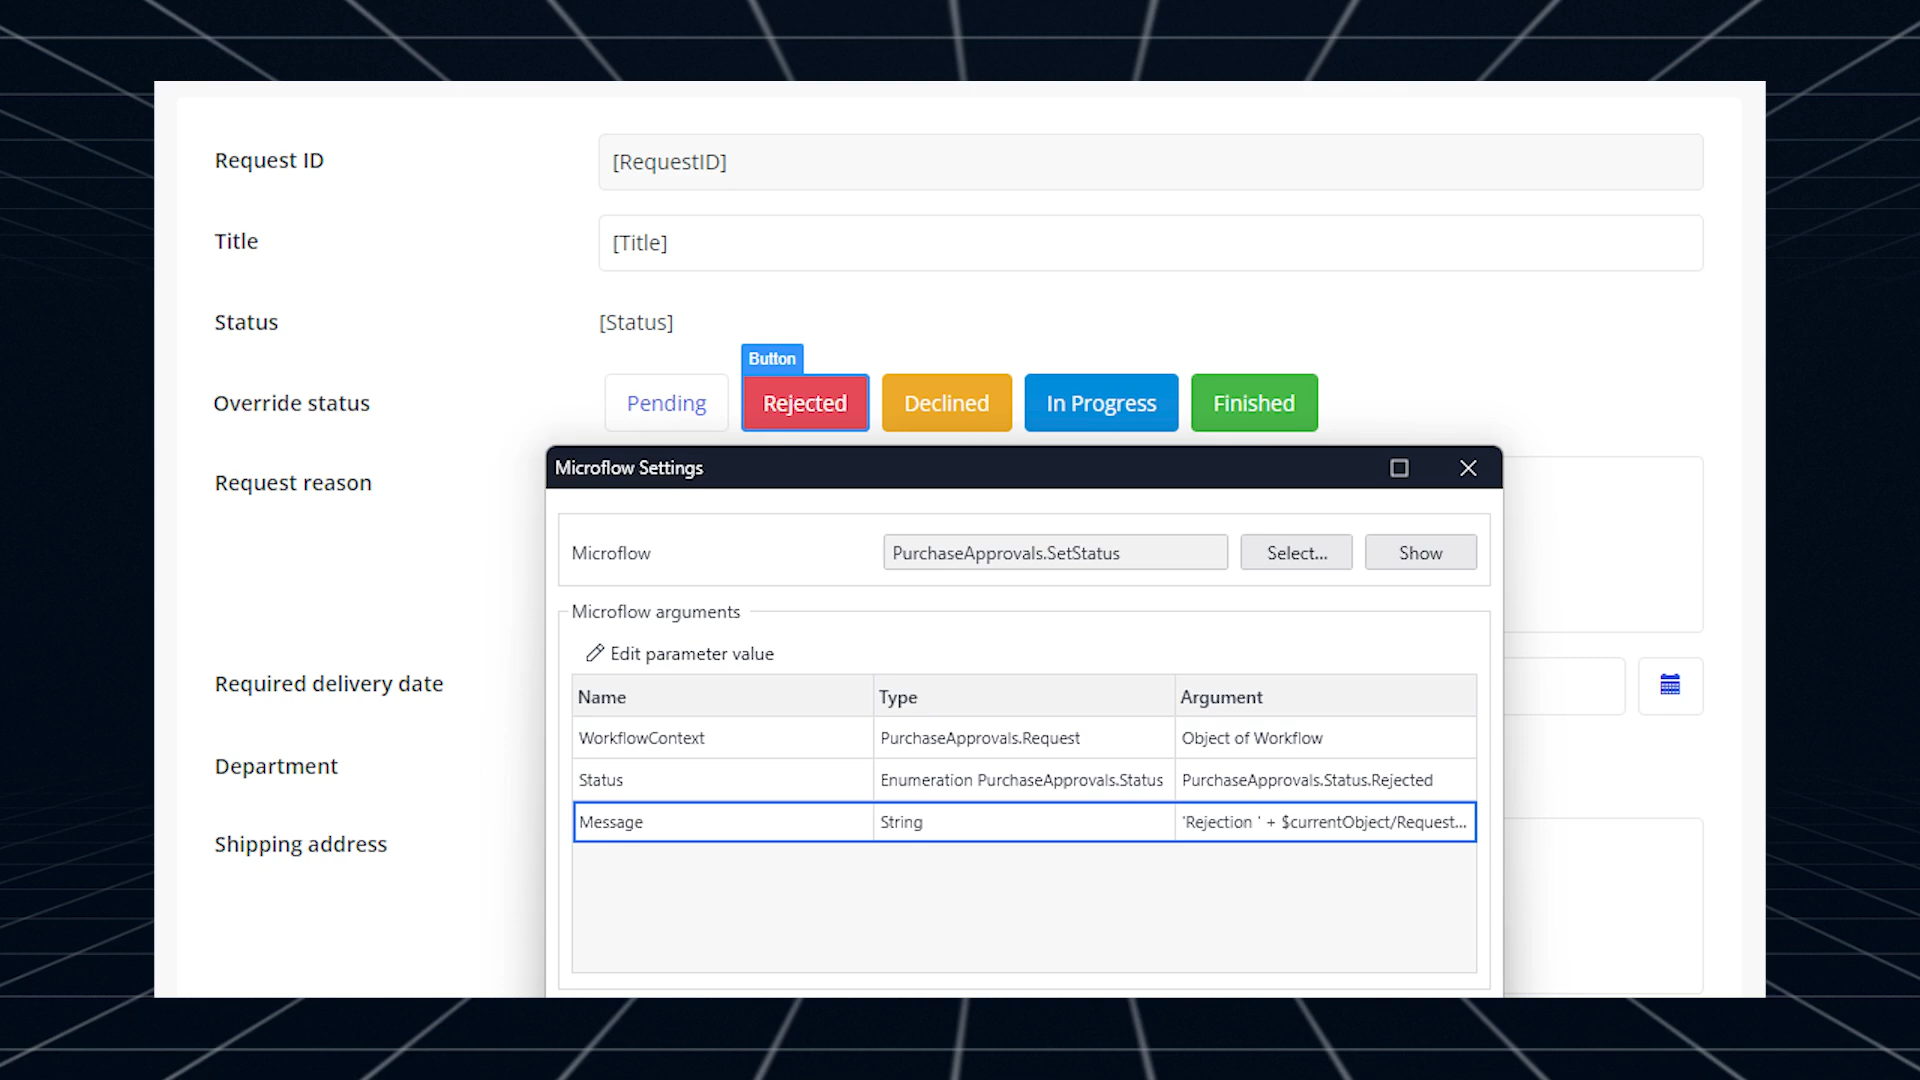 Request ID
[RequestID]
Title
[Title]
Status
[Status]
Button
Override status
Pending
Rejected
Declined
In Progress
Finished
Microflow Settings
Request reason
Microflow
PurchaseApprovals.SetStatus
Select...
Show
Microflow arguments
Edit parameter value
Required delivery date
Name Type Argument
WorkflowContext PurchaseApprovals.Request Object of Workflow
Department
Status Enumeration PurchaseApprovals.Status PurchaseApprovals.Status.Rejected
Message String 'Rejection ' + $currentObject/Request...
Shipping address